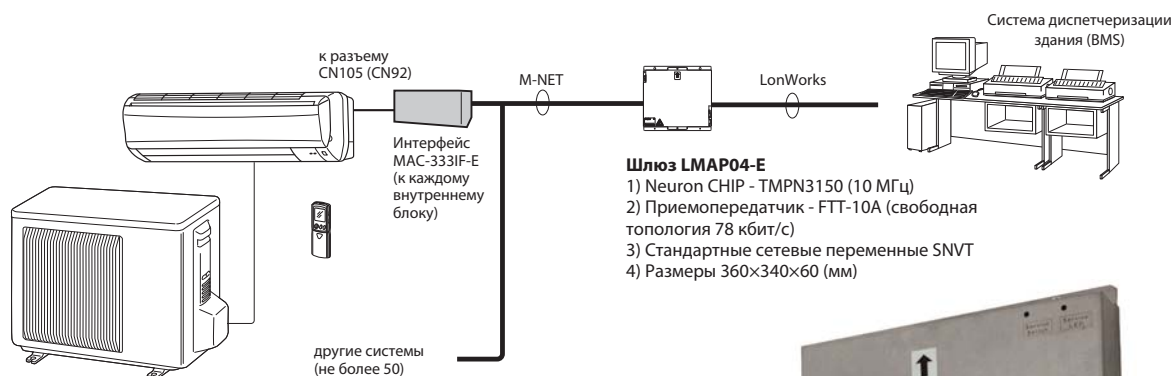 Система диспетчеризации
здания (BMS)
к разъему
CN105 (CN92)
M-NET
LonWorks
Интерфейс
MAC-333IF-E
(к каждому
внутреннему
блоку)
Шлюз LMAP04-E
1) Neuron CHIP - TMPN3150 (10 МГц)
2) Приемопередатчик - FTT-10A (свободная
топология 78 кбит/с)
3) Стандартные сетевые переменные SNVT
4) Размеры 360×340×60 (мм)
другие системы
(не более 50)